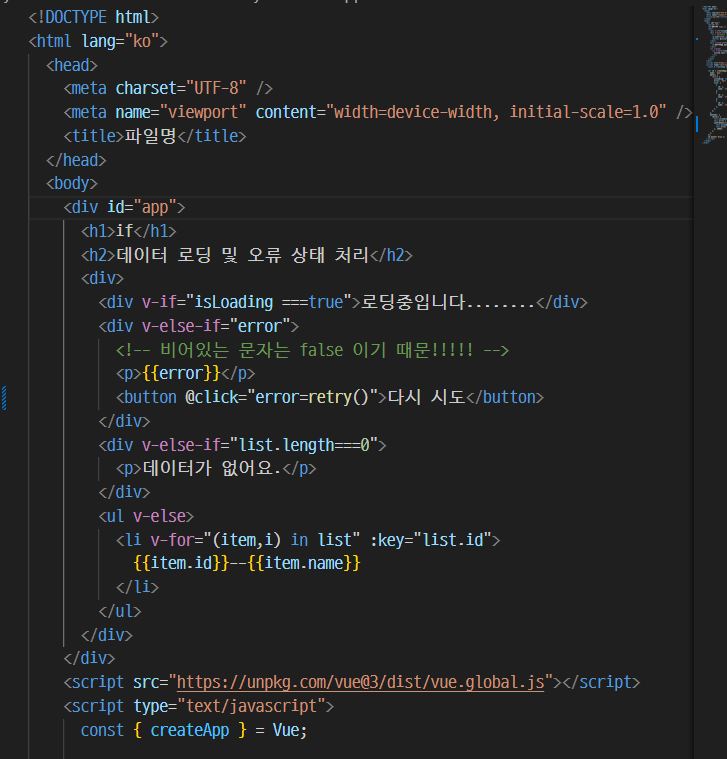 <!DOCTYPE html>
<html lang="ko">
<head>
<meta charset="UTF-8" />
<meta name="viewport" content="width=device-width, initial-scale=1.0" />
<title>파일명</title>
</head>
<body>
<div id="app">
<h1>if</h1>
<h2>데이터 로딩 및 오류 상태 처리</h2>
<div>
<div v-if="isLoading ===true">로딩중입니다........</div>
<div v-else-if="error">
<!-- 비어있는 문자는 false 이기 때문!!!!! -->
<p>{{error}}</p>
<button @click="error=retry()">다시 시도</button>
</div>
<div v-else-if="list.length===0">
<p>데이터가 없어요.</p>
</div>
<ul v-else>
<li v-for="(item,i) in list" :key="list.id">
{{item.id}}--{{item.name}}
</li>
</ul>
</div>
</div>
<script src="https://unpkg.com/vue@3/dist/vue.global.js"></script>
<script type="text/javascript">
const { createApp } = Vue;